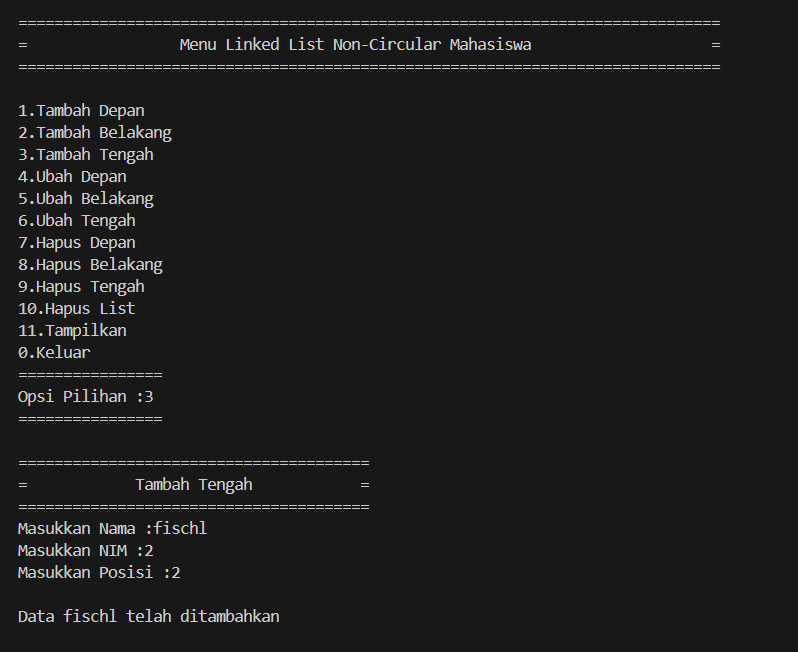 ==============================================================================
=                 Menu Linked List Non-Circular Mahasiswa                    =
==============================================================================
1.Tambah Depan
2.Tambah Belakang
3.Tambah Tengah
4.Ubah Depan
5.Ubah Belakang
6.Ubah Tengah
7.Hapus Depan
8.Hapus Belakang
9.Hapus Tengah
10.Hapus List
11.Tampilkan
0.Keluar
================
Opsi Pilihan :3
================
=======================================
=            Tambah Tengah            =
=======================================
Masukkan Nama :fischl
Masukkan NIM :2
Masukkan Posisi :2
Data fischl telah ditambahkan